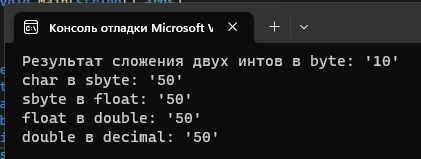 Консоль отладки Microsoft V
Результат сложения двух интов в byte: '10'
char в sbyte: '50'
sbyte в float: '50'
float в double: '50'
double в decimal: '50'